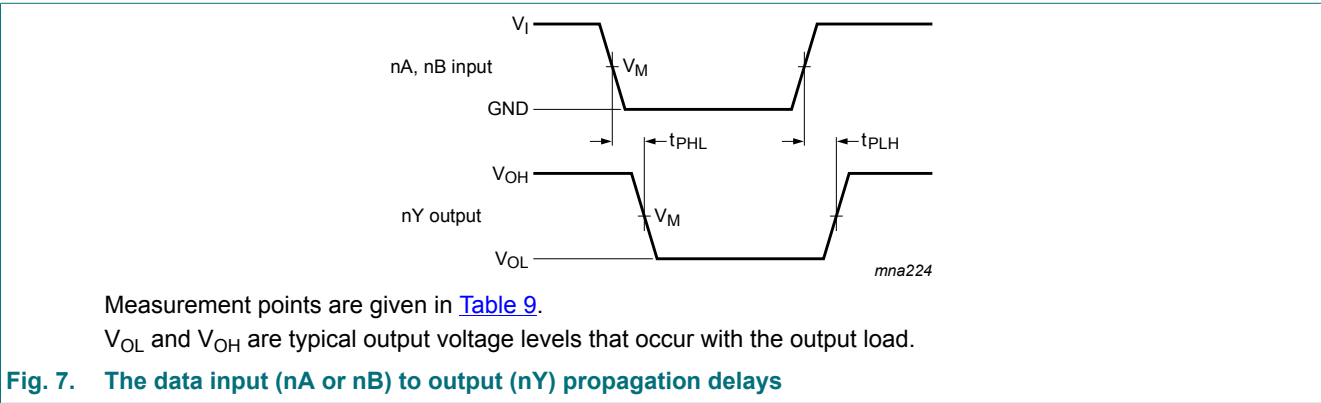 V_I
nA, nB input
V_M
GND
t_PHL
t_PLH
V_OH
nY output
V_M
V_OL
mna224
Measurement points are given in Table 9.
V_OL and V_OH are typical output voltage levels that occur with the output load.
Fig. 7. The data input (nA or nB) to output (nY) propagation delays